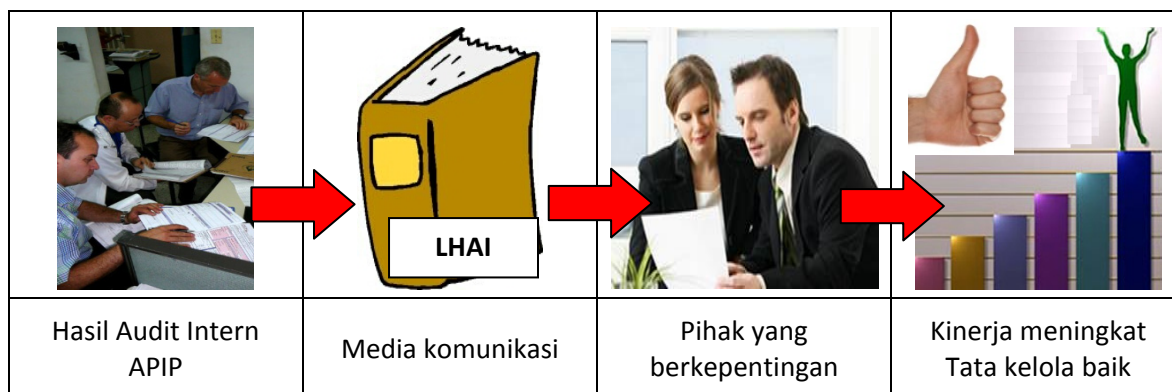 LHAI
Hasil Audit Intern
APIP
Media komunikasi
Pihak yang
berkepentingan
Kinerja meningkat
Tata kelola baik